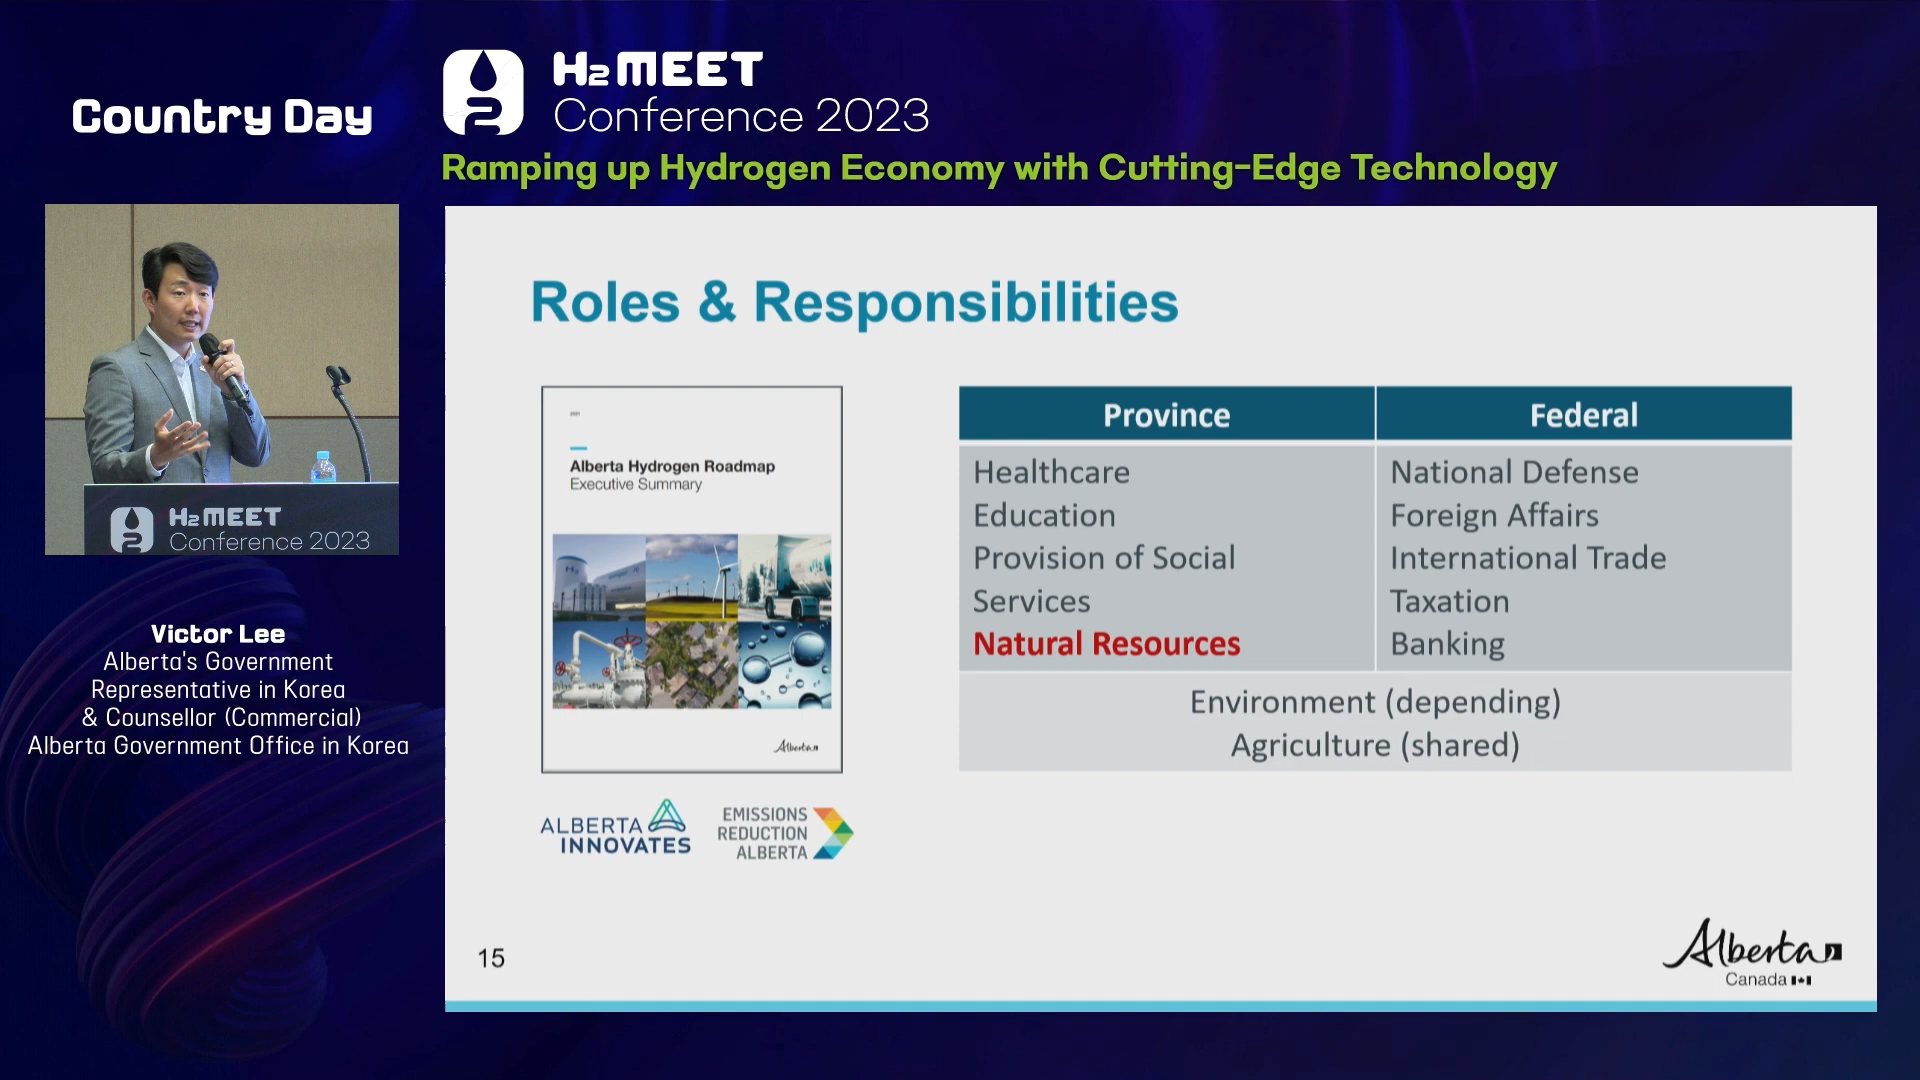 Country Day
H2 MEET
Conference 2023
Ramping up Hydrogen Economy with Cutting-Edge Technology
H2 MEET
Conference 2023
Victor Lee
Alberta's Government
Representative in Korea
& Counsellor (Commercial)
Alberta Government Office in Korea
Roles & Responsibilities
Alberta Hydrogen Roadmap
Executive Summary
H2
Alberta
ALBERTA
INNOVATES
EMISSIONS
REDUCTION
ALBERTA
Province
Federal
Healthcare
Education
Provision of Social
Services
Natural Resources
National Defense
Foreign Affairs
International Trade
Taxation
Banking
Environment (depending)
Agriculture (shared)
15
Alberta
Canada